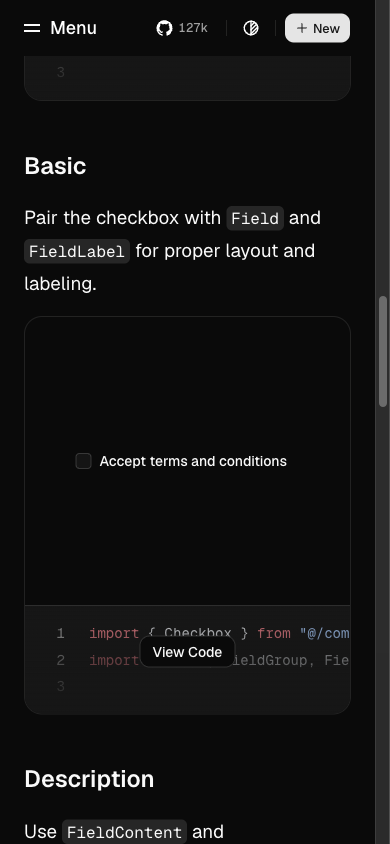 Menu 127k + New
3
Basic
Pair the checkbox with Field and
FieldLabel for proper layout and
labeling.
Accept terms and conditions
1 import { Checkbox } from "@/com
2 import ieldGroup, Fie
View Code
3
Description
Use FieldContent and